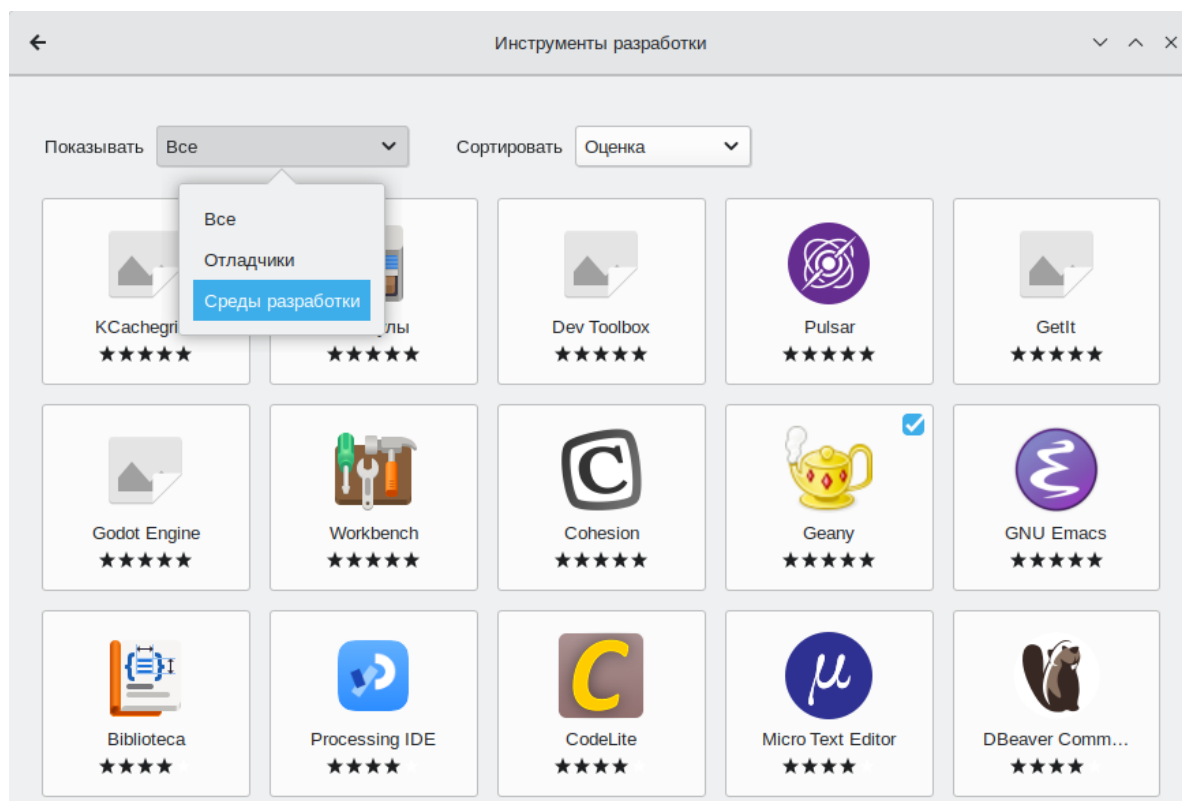 Инструменты разработки
Показывать Все Сортировать Оценка
Все
Отладчики
Среды разработки
Dev Toolbox
Pulsar
GetIt
Godot Engine
Workbench
Cohesion
Geany
GNU Emacs
Biblioteca
Processing IDE
CodeLite
Micro Text Editor
DBeaver Comm...